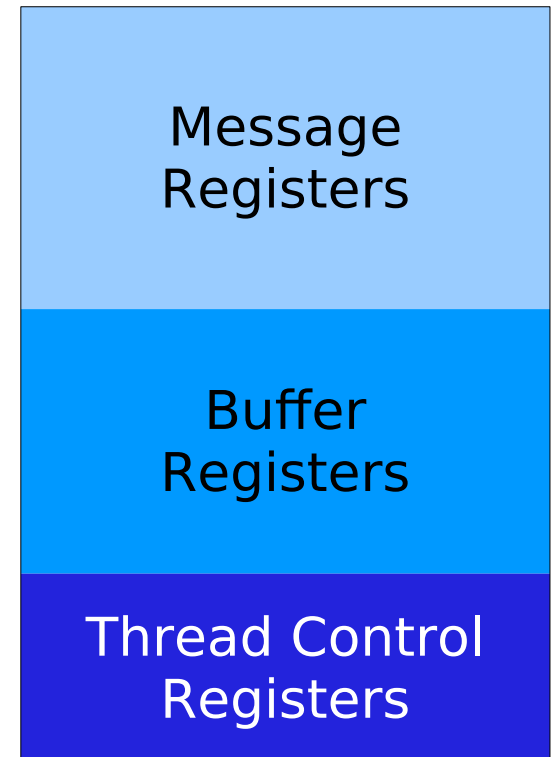 Message
Registers
Buffer
Registers
Thread Control
Registers